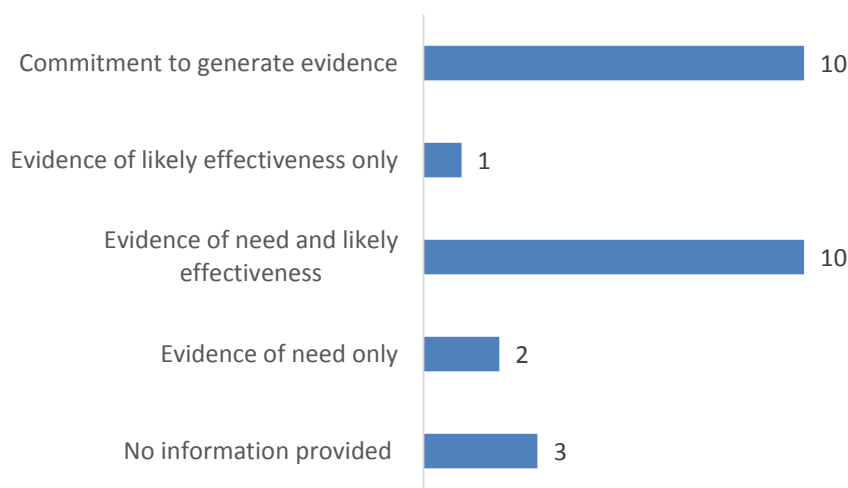 Commitment to generate evidence
10
Evidence of likely effectiveness only
1
Evidence of need and likely
effectiveness
10
Evidence of need only
2
No information provided
3